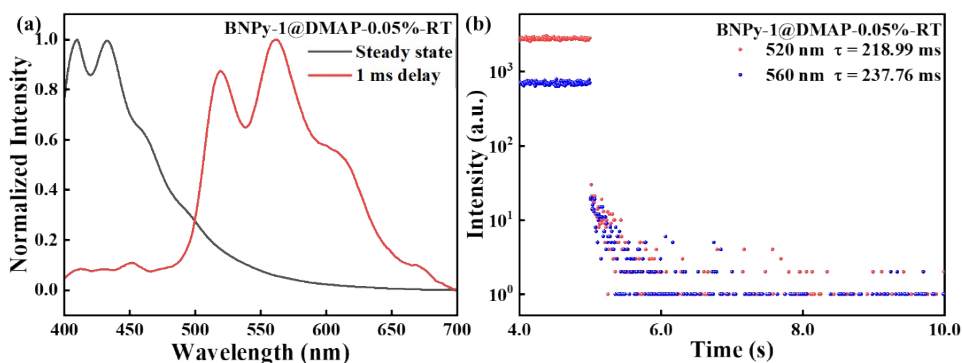 (a)
BNPy-1@DMAP-0.05%-RT
Steady state
1 ms delay
Normalized Intensity
1.0
0.8
0.6
0.4
0.2
0.0
400 450 500 550 600 650 700
Wavelength (nm)
(b)
BNPy-1@DMAP-0.05%-RT
520 nm τ = 218.99 ms
560 nm τ = 237.76 ms
Intensity (a.u.)
10³
10²
10¹
10⁰
4.0 6.0 8.0 10.0
Time (s)